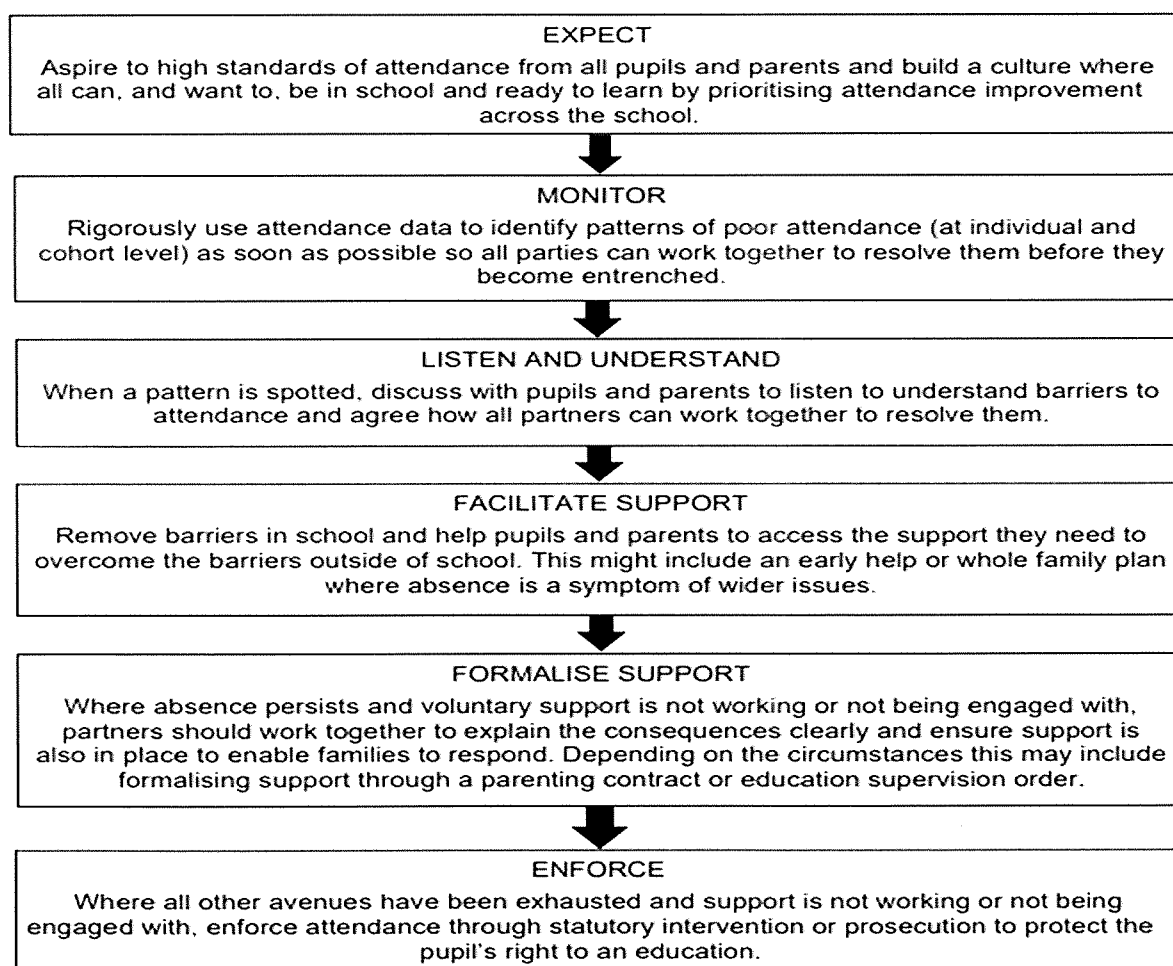 EXPECT
Aspire to high standards of attendance from all pupils and parents and build a culture where
all can, and want to, be in school and ready to learn by prioritising attendance improvement
across the school.
MONITOR
Rigorously use attendance data to identify patterns of poor attendance (at individual and
cohort level) as soon as possible so all parties can work together to resolve them before they
become entrenched.
LISTEN AND UNDERSTAND
When a pattern is spotted, discuss with pupils and parents to listen to understand barriers to
attendance and agree how all partners can work together to resolve them.
FACILITATE SUPPORT
Remove barriers in school and help pupils and parents to access the support they need to
overcome the barriers outside of school. This might include an early help or whole family plan
where absence is a symptom of wider issues.
FORMALISE SUPPORT
Where absence persists and voluntary support is not working or not being engaged with,
partners should work together to explain the consequences clearly and ensure support is
also in place to enable families to respond. Depending on the circumstances this may include
formalising support through a parenting contract or education supervision order.
ENFORCE
Where all other avenues have been exhausted and support is not working or not being
engaged with, enforce attendance through statutory intervention or prosecution to protect the
pupil's right to an education.